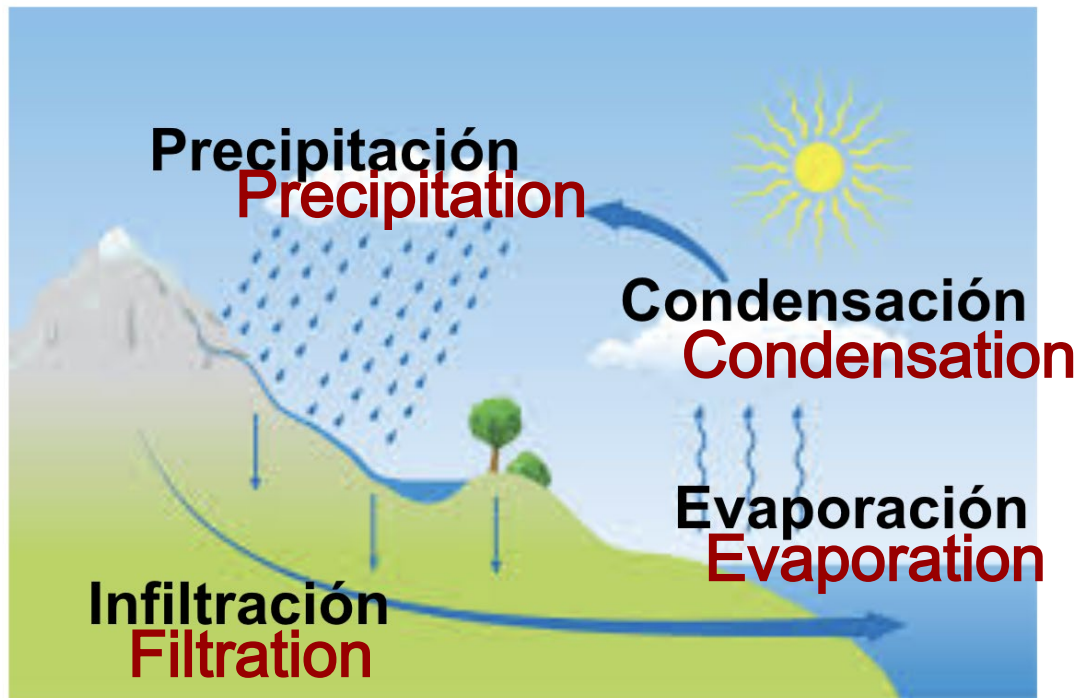 Precipitación
Precipitation
Condensación
Condensation
Evaporación
Evaporation
Infiltración
Filtration